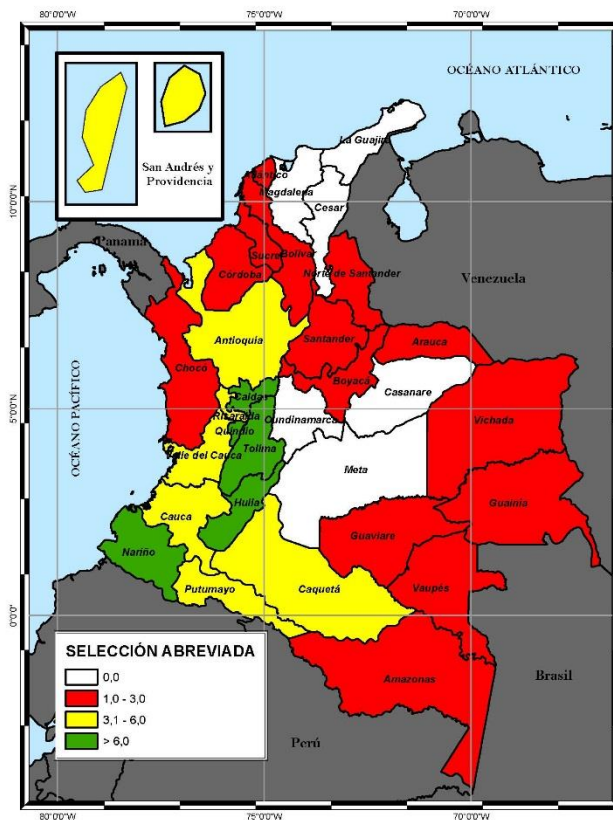 80°0'0"O 75°0'0"O 70°0'0"O
OCÉANO ATLÁNTICO
San Andrés y
Providencia
La Guajira
Atlántico
Magdalena
Cesar
10°0'0"N
Panama
Sucre
Bolívar
Córdoba
Norte de Santander
Venezuela
Antioquia
Santander
Arauca
Chocó
Boyacá
Casanare
Caldas
5°0'0"N
Risaralda
Cundinamarca
Quindío
Vichada
OCÉANO PACÍFICO
Tolima
Valle del Cauca
Meta
Huila
Guainía
Cauca
Guaviare
Nariño
Vaupés
Putumayo
Caquetá
0°0'0"
SELECCIÓN ABREVIADA
0,0
1,0 - 3,0
3,1 - 6,0
> 6,0
Brasil
Amazonas
Perú
80°0'0"O 75°0'0"O 70°0'0"O